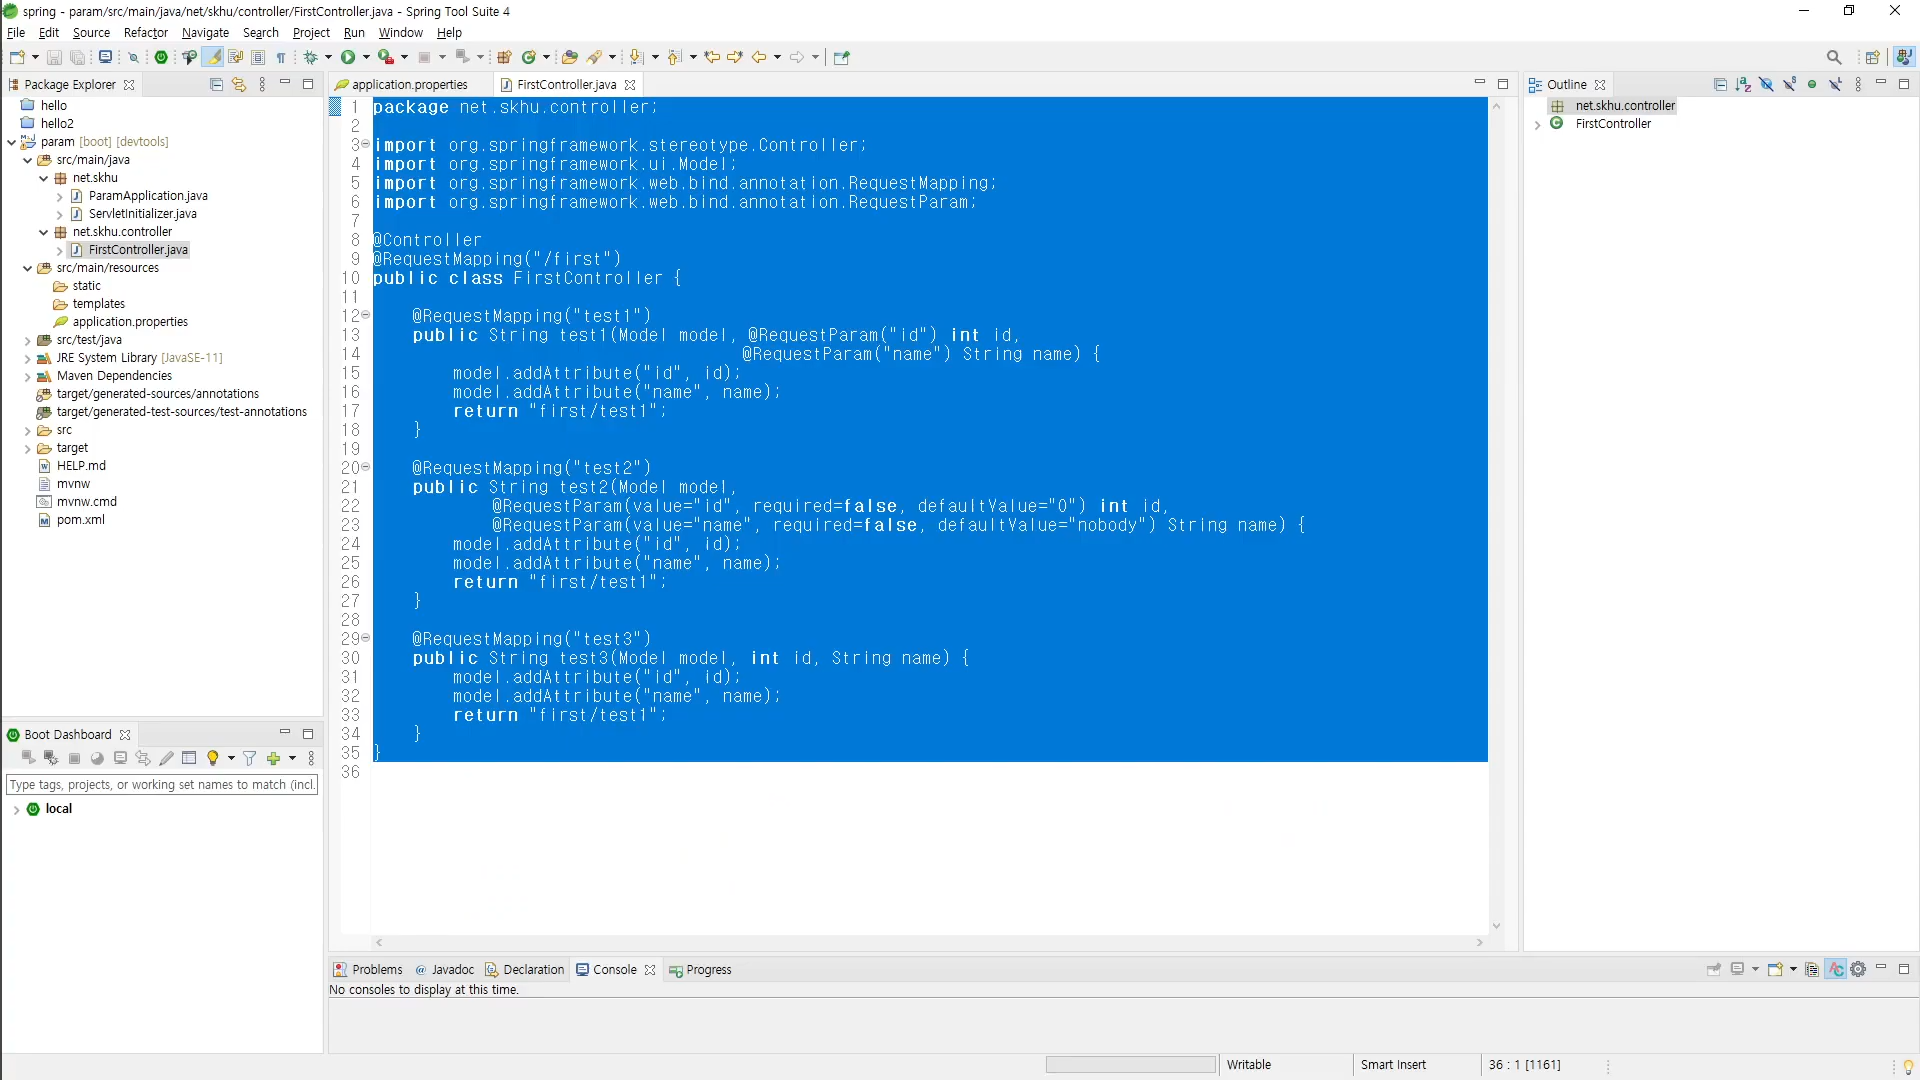 spring - param/src/main/java/net/skhu/controller/FirstController.java - Spring Tool Suite 4
File Edit Source Refactor Navigate Search Project Run Window Help
Package Explorer
hello
hello2
param [boot] [devtools]
src/main/java
net.skhu
ParamApplication.java
ServletInitializer.java
net.skhu.controller
FirstController.java
src/main/resources
static
templates
application.properties
src/test/java
JRE System Library [JavaSE-11]
Maven Dependencies
target/generated-sources/annotations
target/generated-test-sources/test-annotations
src
target
HELP.md
mvnw
mvnw.cmd
pom.xml
Boot Dashboard
Type tags, projects, or working set names to match (incl.
local
application.properties FirstController.java
1 package net.skhu.controller;
2
3 import org.springframework.stereotype.Controller;
4 import org.springframework.ui.Model;
5 import org.springframework.web.bind.annotation.RequestMapping;
6 import org.springframework.web.bind.annotation.RequestParam;
7
8 @Controller
9 @RequestMapping("/first")
10 public class FirstController {
11
12 @RequestMapping("test1")
13 public String test1(Model model, @RequestParam("id") int id,
14 @RequestParam("name") String name) {
15 model.addAttribute("id", id);
16 model.addAttribute("name", name);
17 return "first/test1";
18 }
19
20 @RequestMapping("test2")
21 public String test2(Model model,
22 @RequestParam(value="id", required=false, defaultValue="0") int id,
23 @RequestParam(value="name", required=false, defaultValue="nobody") String name) {
24 model.addAttribute("id", id);
25 model.addAttribute("name", name);
26 return "first/test1";
27 }
28
29 @RequestMapping("test3")
30 public String test3(Model model, int id, String name) {
31 model.addAttribute("id", id);
32 model.addAttribute("name", name);
33 return "first/test1";
34 }
35 }
36
Outline
net.skhu.controller
FirstController
Problems Javadoc Declaration Console Progress
No consoles to display at this time.
Writable Smart Insert 36 : 1 [1161]